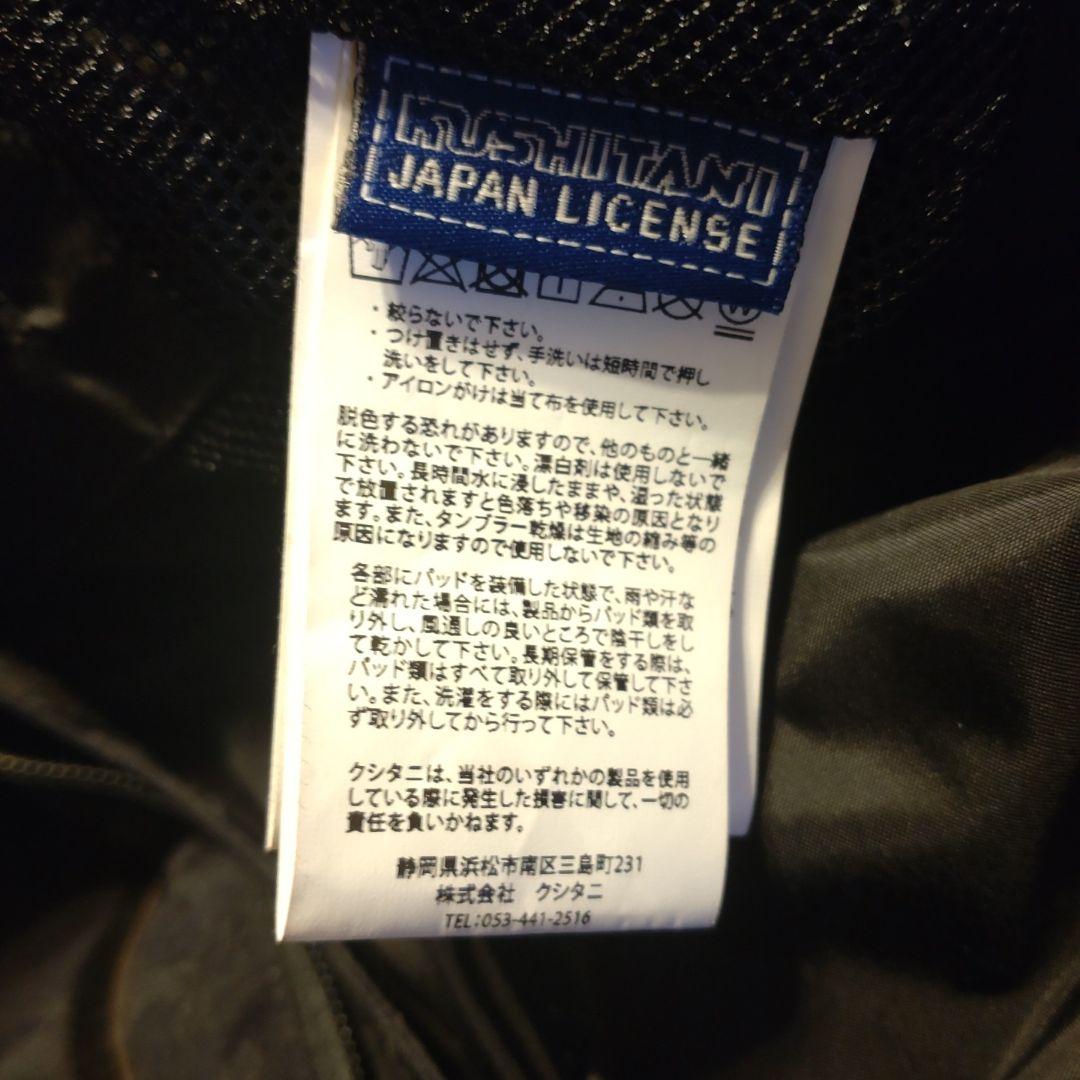 KUSHITANI
JAPAN LICENSE
・絞らないで下さい。
・つけ置きはせず、手洗いは短時間で押し
洗いをして下さい。
・アイロンがけは当て布を使用して下さい。
脱色する恐れがありますので、他のものと一緒
に洗わないで下さい。漂白剤は使用しないで
下さい。長時間水に浸したままや、湿った状態
で放置されますと色落ちや移染の原因となり
ます。また、タンブラー乾燥は生地の縮み等の
原因になりますので使用しないで下さい。
各部にパッドを装備した状態で、雨や汗な
ど濡れた場合には、製品からパッド類を取
り外し、風通しの良いところで陰干しをし
て乾かして下さい。長期保管をする際は、
パッド類はすべて取り外して保管して下さ
い。また、洗濯をする際にはパッド類は必
ず取り外してから行って下さい。
クシタニは、当社のいずれかの製品を使用
している際に発生した損害に関して、一切の
責任を負いかねます。
静岡県浜松市南区三島町231
株式会社　クシタニ
TEL:053-441-2516